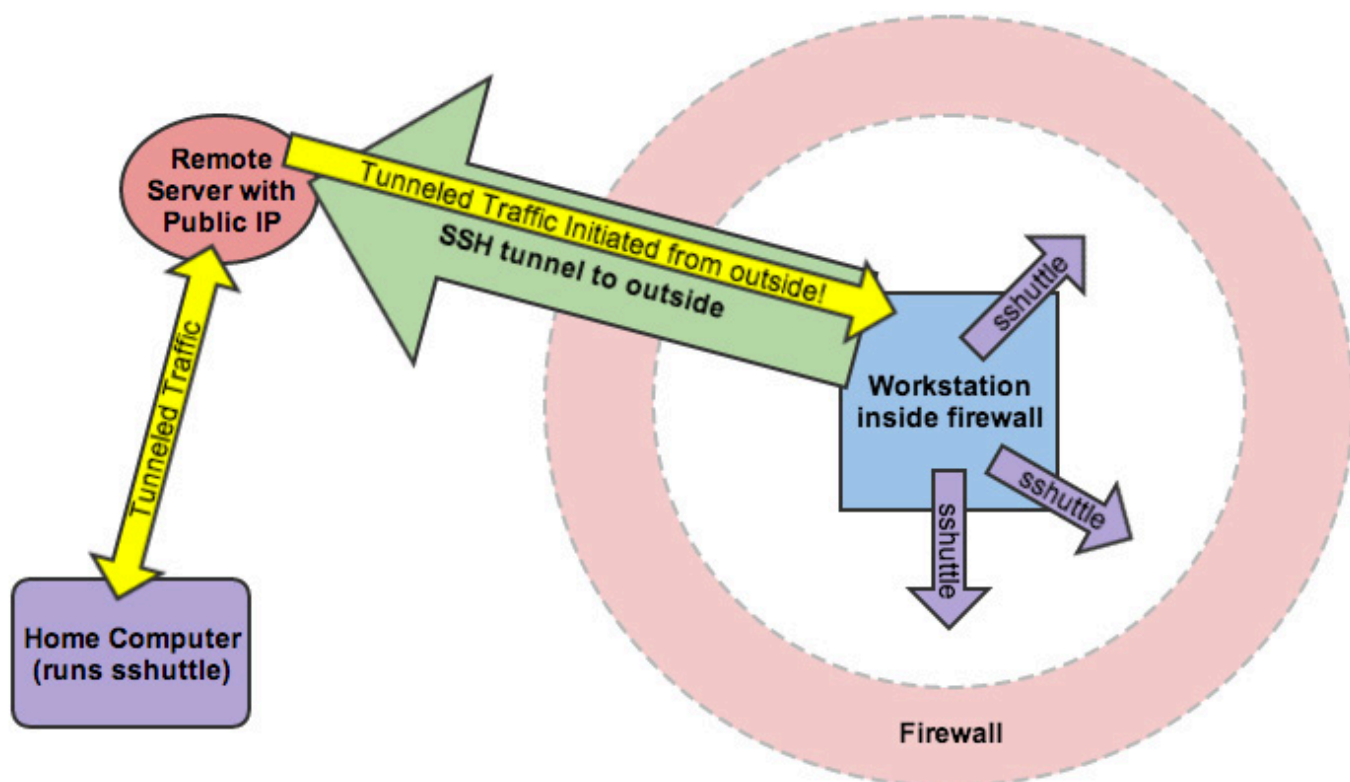 Remote
Server with
Public IP
Tunneled Traffic Initiated from outside!
SSH tunnel to outside
Tunneled Traffic
sshuttle
Workstation
inside firewall
sshuttle
sshuttle
Home Computer
(runs sshuttle)
Firewall